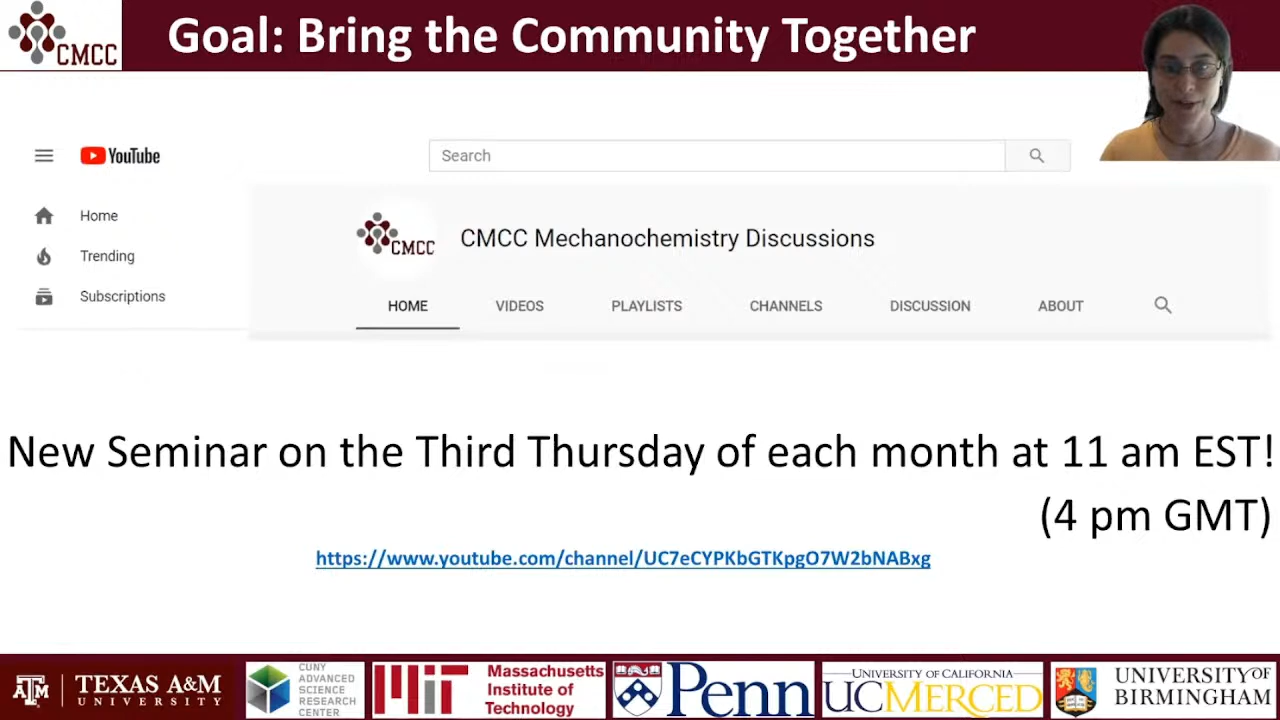 CMCC
Goal: Bring the Community Together
YouTube
Search
Home
Trending
Subscriptions
CMCC
CMCC Mechanochemistry Discussions
HOME
VIDEOS
PLAYLISTS
CHANNELS
DISCUSSION
ABOUT
New Seminar on the Third Thursday of each month at 11 am EST!
(4 pm GMT)
https://www.youtube.com/channel/UC7eCYPKbGTKpgO7W2bNABxg
ATM
TEXAS A&M
UNIVERSITY
CUNY
ADVANCED
SCIENCE
RESEARCH
CENTER
MIT
Massachusetts
Institute of
Technology
Penn
UNIVERSITY OF CALIFORNIA
UCMERCED
UNIVERSITY OF
BIRMINGHAM